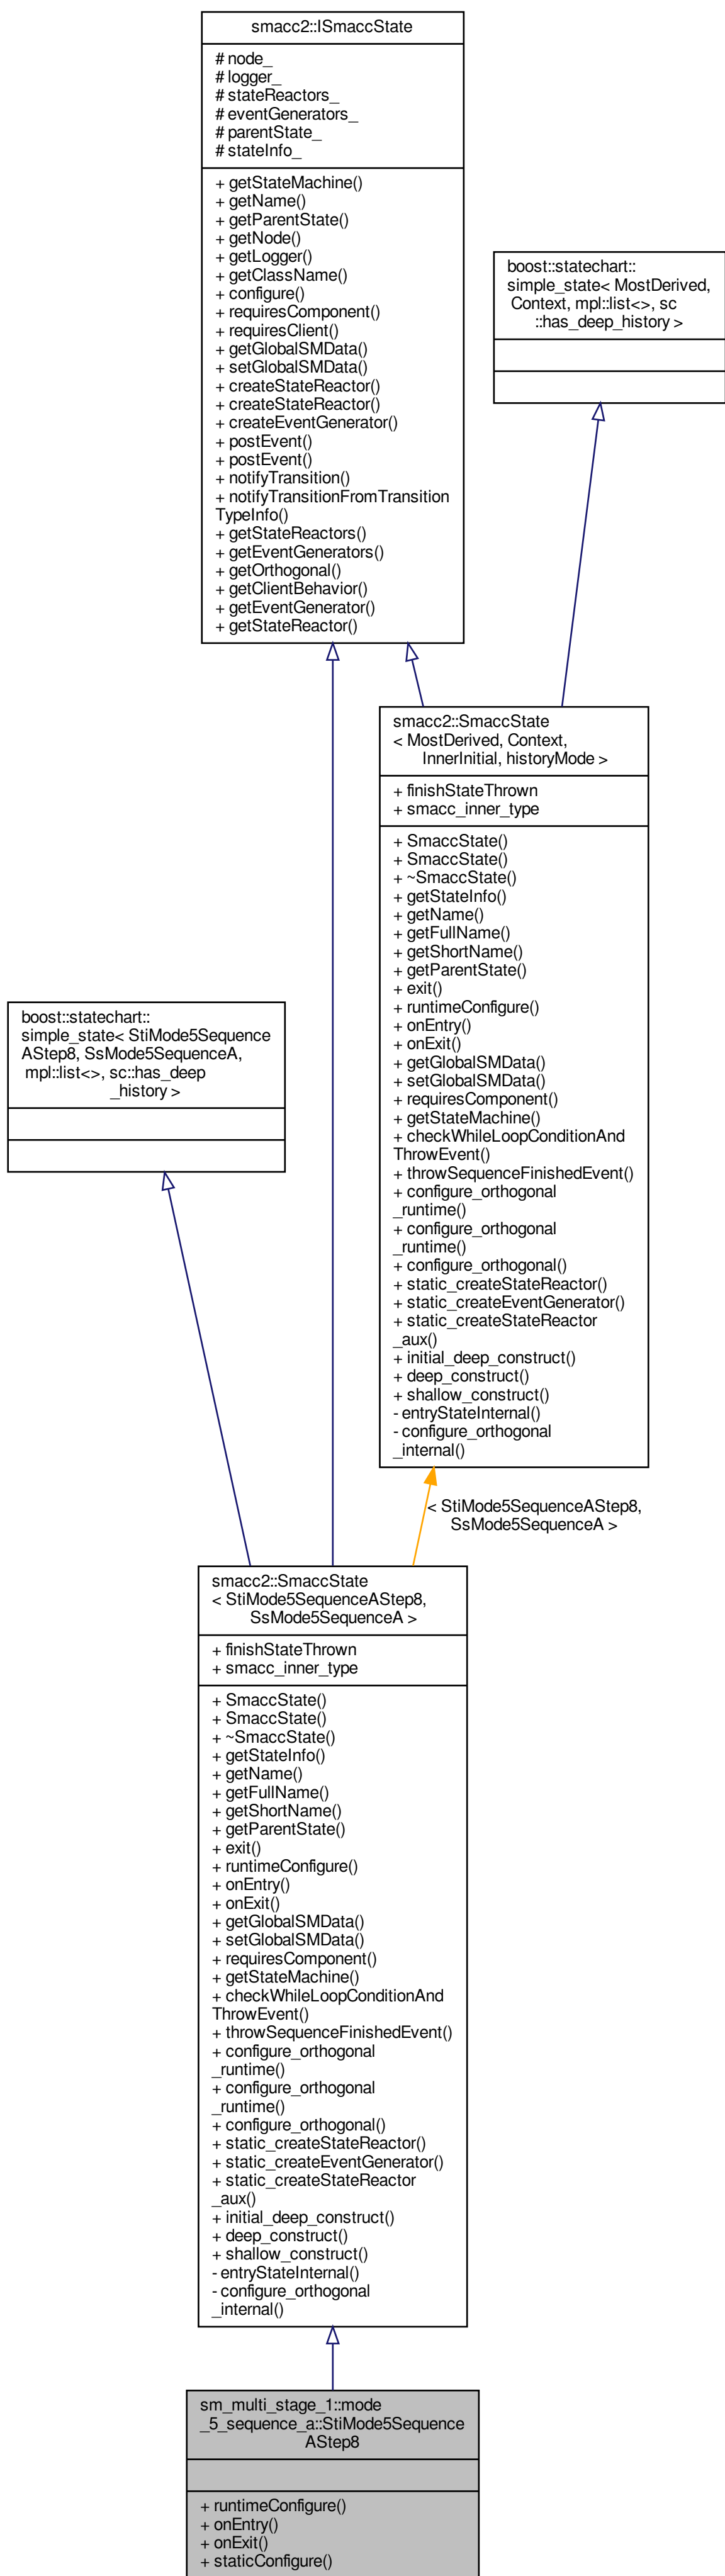 smacc2::ISmaccState
# node_
# logger_
# stateReactors_
# eventGenerators_
# parentState_
# stateInfo_
+ getStateMachine()
+ getName()
+ getParentState()
+ getNode()
+ getLogger()
+ getClassName()
+ configure()
+ requiresComponent()
+ requiresClient()
+ getGlobalSMData()
+ setGlobalSMData()
+ createStateReactor()
+ createStateReactor()
+ createEventGenerator()
+ postEvent()
+ postEvent()
+ notifyTransition()
+ notifyTransitionFromTransition
TypeInfo()
+ getStateReactors()
+ getEventGenerators()
+ getOrthogonal()
+ getClientBehavior()
+ getEventGenerator()
+ getStateReactor()
boost::statechart::
simple_state< MostDerived,
Context, mpl::list<>, sc
::has_deep_history >
smacc2::SmaccState
< MostDerived, Context,
InnerInitial, historyMode >
+ finishStateThrown
+ smacc_inner_type
+ SmaccState()
+ SmaccState()
+ ~SmaccState()
+ getStateInfo()
+ getName()
+ getFullName()
+ getShortName()
+ getParentState()
+ exit()
+ runtimeConfigure()
+ onEntry()
+ onExit()
+ getGlobalSMData()
+ setGlobalSMData()
+ requiresComponent()
+ getStateMachine()
+ checkWhileLoopConditionAnd
ThrowEvent()
+ throwSequenceFinishedEvent()
+ configure_orthogonal
_runtime()
+ configure_orthogonal
_runtime()
+ configure_orthogonal()
+ static_createStateReactor()
+ static_createEventGenerator()
+ static_createStateReactor
_aux()
+ initial_deep_construct()
+ deep_construct()
+ shallow_construct()
- entryStateInternal()
- configure_orthogonal
_internal()
boost::statechart::
simple_state< StiMode5Sequence
AStep8, SsMode5SequenceA,
mpl::list<>, sc::has_deep
_history >
< StiMode5SequenceAStep8,
SsMode5SequenceA >
smacc2::SmaccState
< StiMode5SequenceAStep8,
SsMode5SequenceA >
+ finishStateThrown
+ smacc_inner_type
+ SmaccState()
+ SmaccState()
+ ~SmaccState()
+ getStateInfo()
+ getName()
+ getFullName()
+ getShortName()
+ getParentState()
+ exit()
+ runtimeConfigure()
+ onEntry()
+ onExit()
+ getGlobalSMData()
+ setGlobalSMData()
+ requiresComponent()
+ getStateMachine()
+ checkWhileLoopConditionAnd
ThrowEvent()
+ throwSequenceFinishedEvent()
+ configure_orthogonal
_runtime()
+ configure_orthogonal
_runtime()
+ configure_orthogonal()
+ static_createStateReactor()
+ static_createEventGenerator()
+ static_createStateReactor
_aux()
+ initial_deep_construct()
+ deep_construct()
+ shallow_construct()
- entryStateInternal()
- configure_orthogonal
_internal()
sm_multi_stage_1::mode
_5_sequence_a::StiMode5Sequence
AStep8
+ runtimeConfigure()
+ onEntry()
+ onExit()
+ staticConfigure()